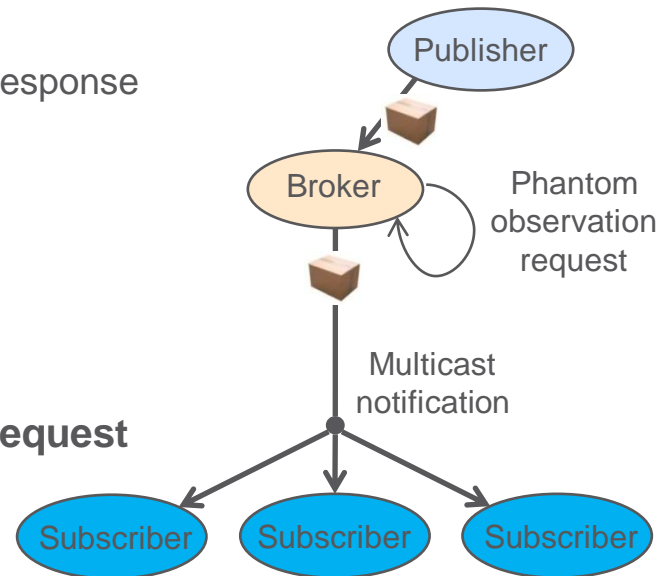 Publisher
esponse
Broker
Phantom
observation
request
Multicast
notification
equest
Subscriber
Subscriber
Subscriber